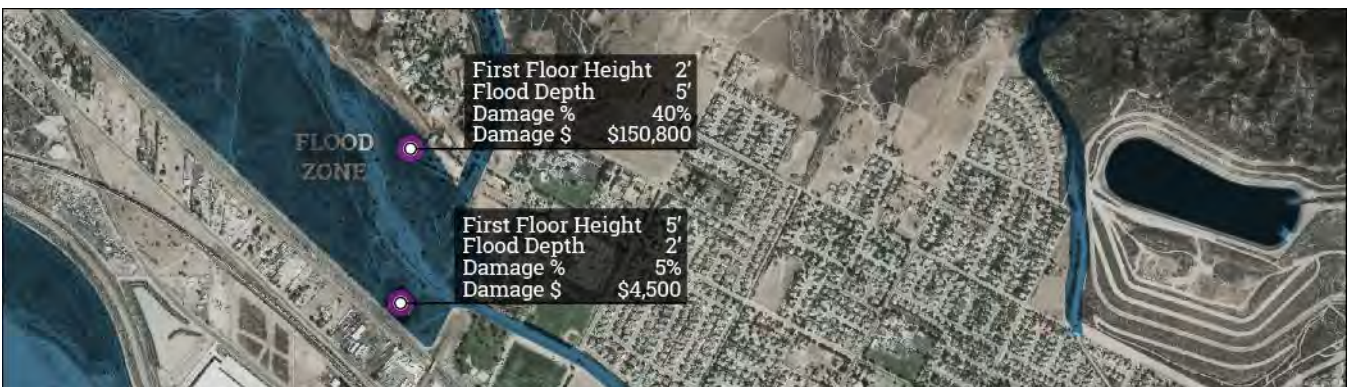 First Floor Height 2'
Flood Depth 5'
Damage % 40%
Damage $ $150,800
FLOOD
ZONE
First Floor Height 5'
Flood Depth 2'
Damage % 5%
Damage $ $4,500